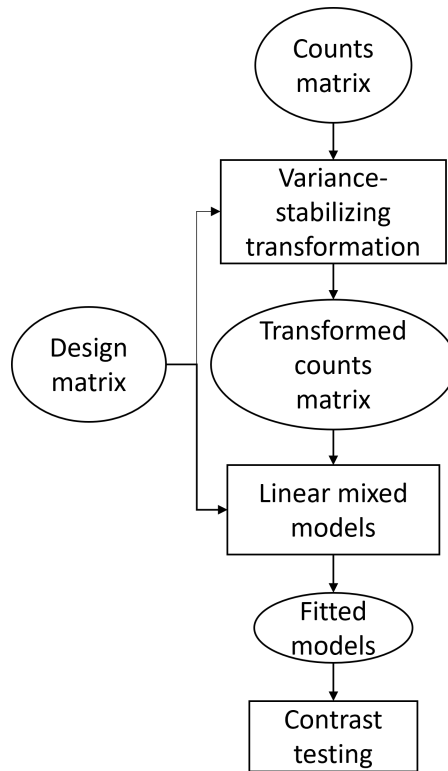 Counts
matrix
Variance-
stabilizing
transformation
Design
matrix
Transformed
counts
matrix
Linear mixed
models
Fitted
models
Contrast
testing